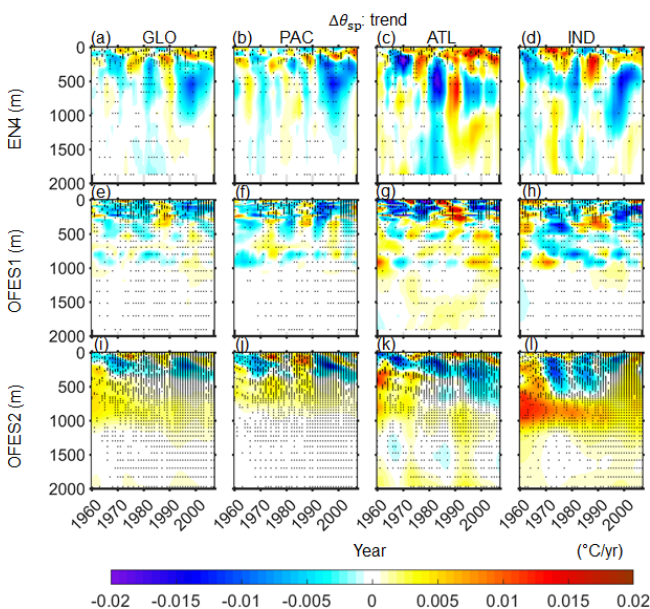 Δθsp: trend
(a) GLO (b) PAC (c) ATL (d) IND
0
500
1000
1500
2000
EN4 (m)
(e) (f) (g) (h)
0
500
1000
1500
2000
OFES1 (m)
(i) (j) (k) (l)
0
500
1000
1500
2000
OFES2 (m)
1960 1970 1980 1990 2000 1960 1970 1980 1990 2000 1960 1970 1980 1990 2000 1960 1970 1980 1990 2000
Year (°C/yr)
-0.02 -0.015 -0.01 -0.005 0 0.005 0.01 0.015 0.02